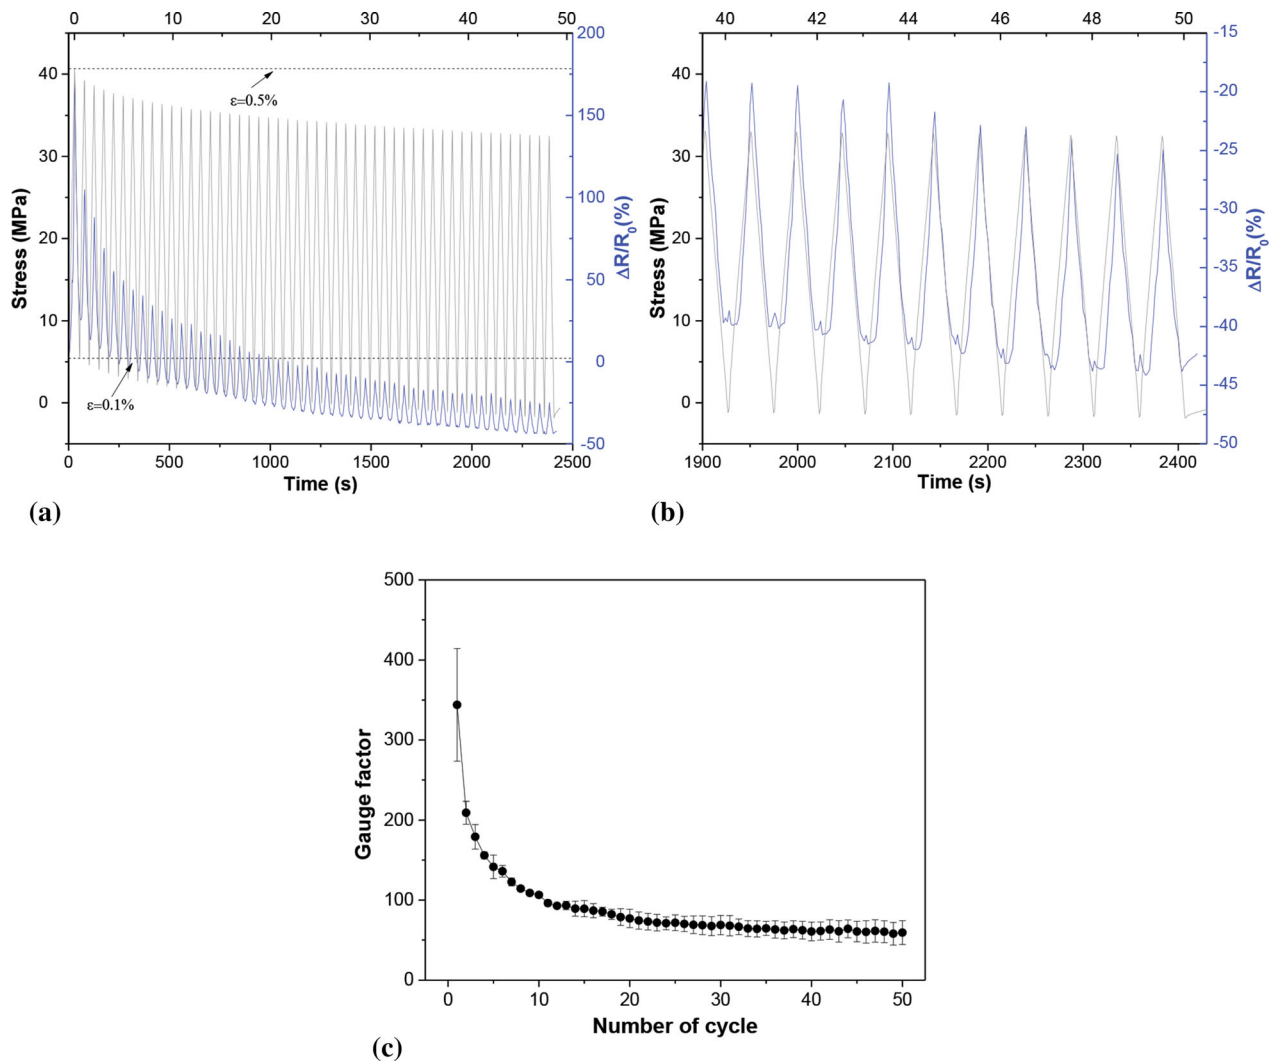 0 10 20 30 40 50
200
150
100
50
0
-50
ΔR/R0(%)
40
30
20
10
0
Stress (MPa)
ε=0.5%
ε=0.1%
0 500 1000 1500 2000 2500
Time (s)
(a)
40 42 44 46 48 50
-15
-20
-25
-30
-35
-40
-45
-50
ΔR/R0(%)
40
30
20
10
0
Stress (MPa)
1900 2000 2100 2200 2300 2400
Time (s)
(b)
500
400
300
200
100
0
Gauge factor
0 10 20 30 40 50
Number of cycle
(c)